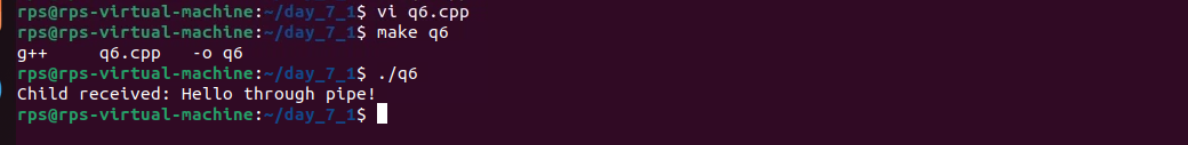 rps@rps-virtual-machine:~/day_7_1$ vi q6.cpp
rps@rps-virtual-machine:~/day_7_1$ make q6
g++     q6.cpp   -o q6
rps@rps-virtual-machine:~/day_7_1$ ./q6
Child received: Hello through pipe!
rps@rps-virtual-machine:~/day_7_1$